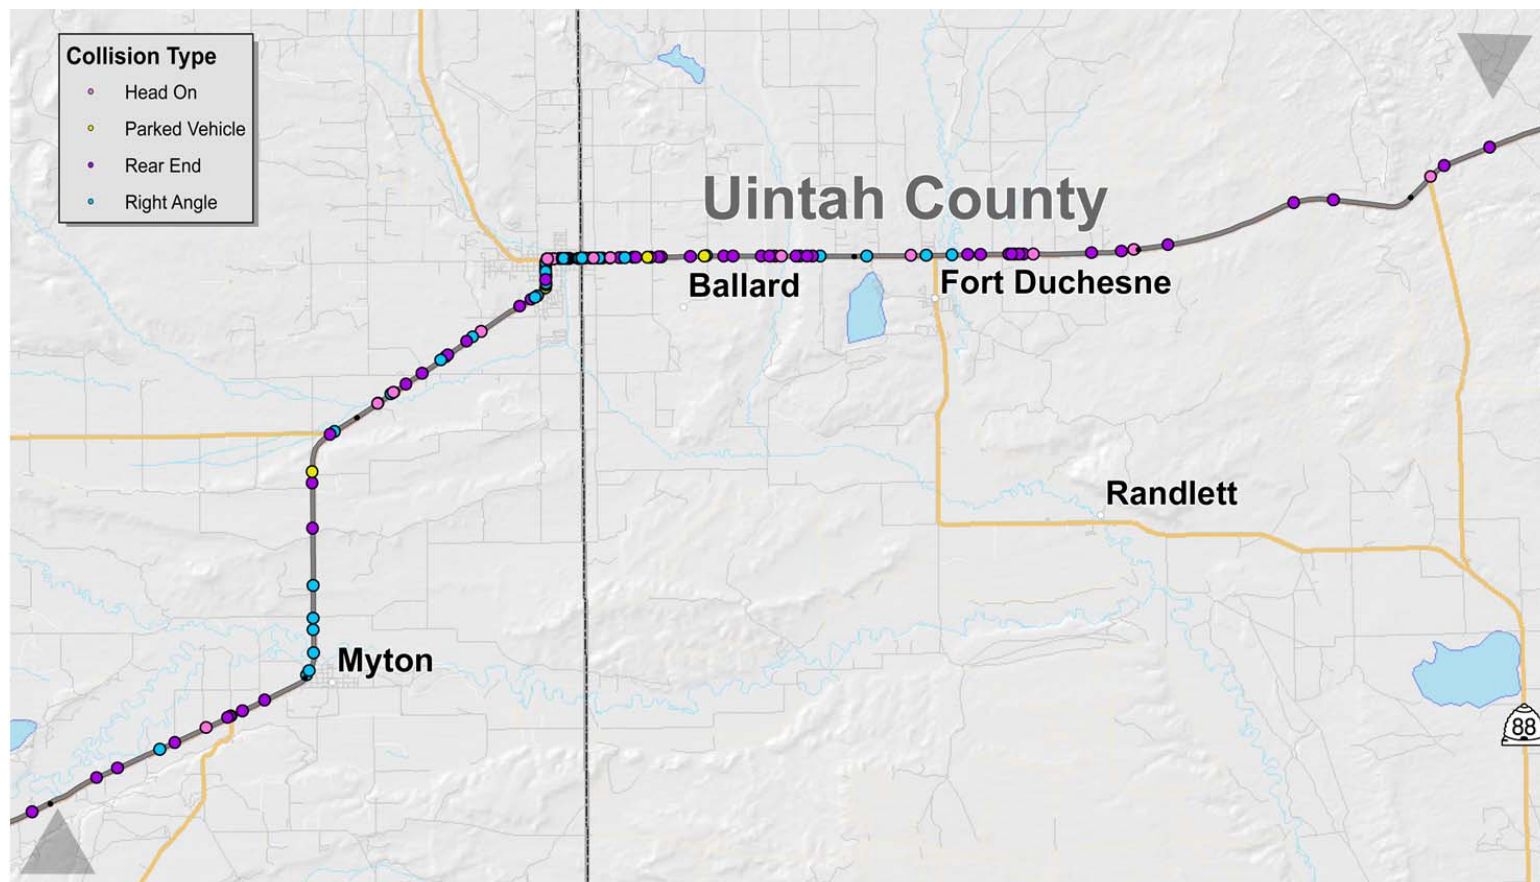 Collision Type
Head On
Parked Vehicle
Rear End
Right Angle
Uintah County
Ballard
Fort Duchesne
Randlett
Myton
88